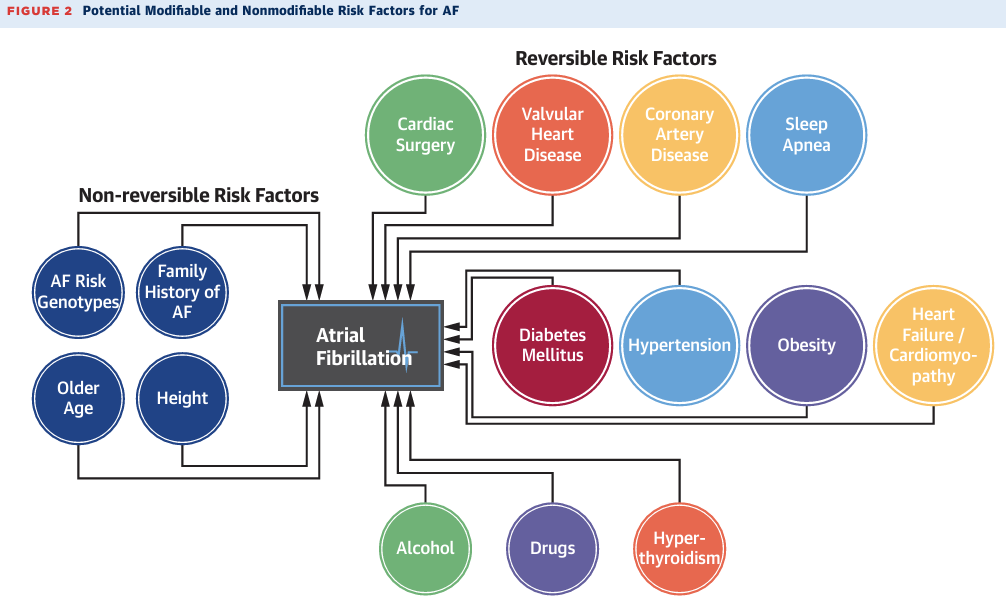 FIGURE 2 Potential Modifiable and Nonmodifiable Risk Factors for AF
Reversible Risk Factors
Cardiac
Surgery
Valvular
Heart
Disease
Coronary
Artery
Disease
Sleep
Apnea
Non-reversible Risk Factors
AF Risk
Genotypes
Family
History of
AF
Older
Age
Height
Atrial
Fibrillation
Diabetes
Mellitus
Hypertension
Obesity
Heart
Failure /
Cardiomyo-
pathy
Alcohol
Drugs
Hyper-
thyroidism